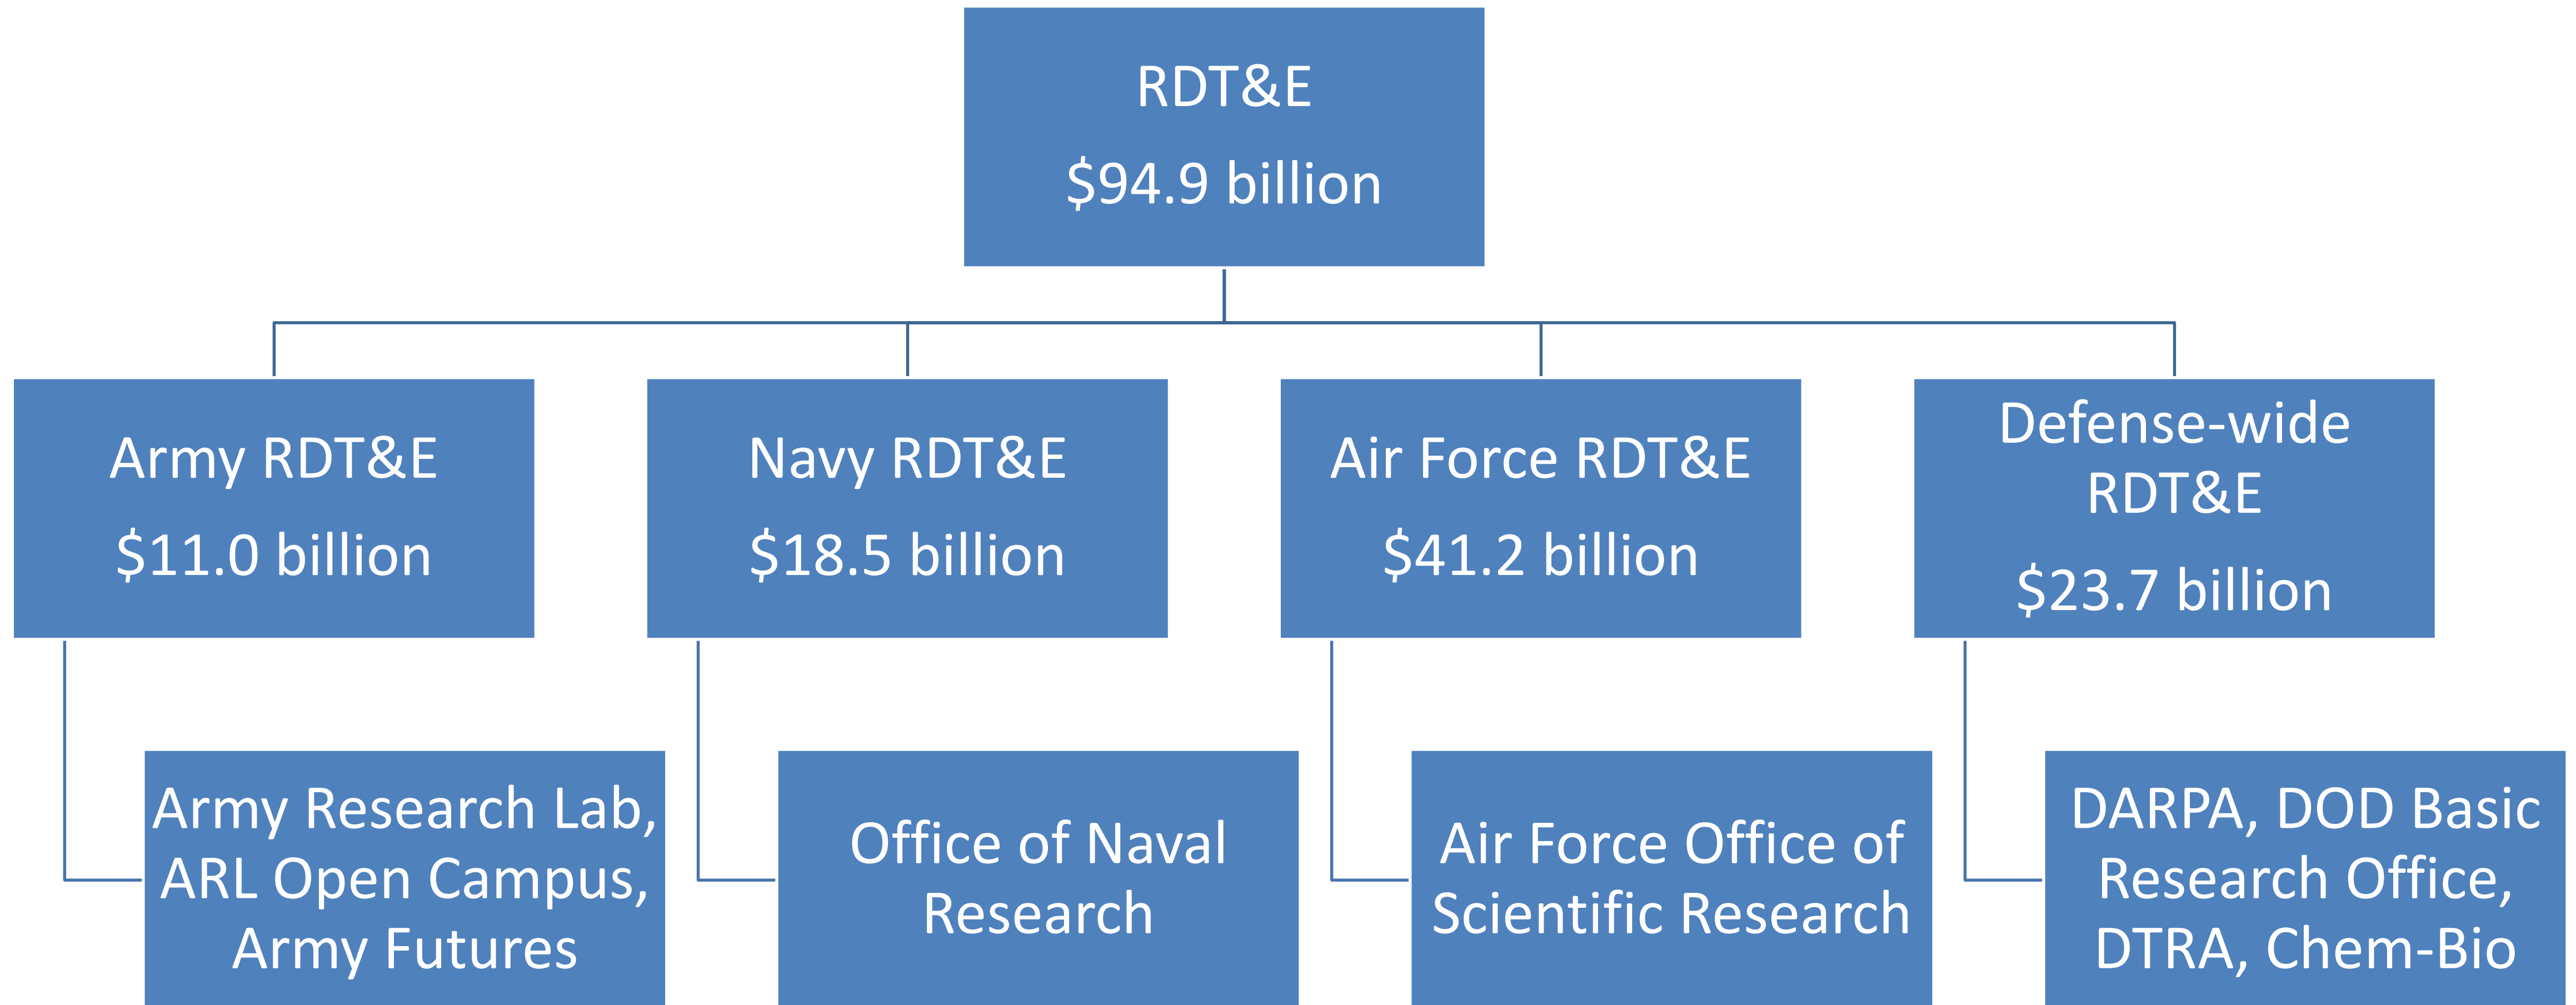 RDT&E
$94.9 billion
Army RDT&E
$11.0 billion
Navy RDT&E
$18.5 billion
Air Force RDT&E
$41.2 billion
Defense-wide
RDT&E
$23.7 billion
Army Research Lab,
ARL Open Campus,
Army Futures
Office of Naval
Research
Air Force Office of
Scientific Research
DARPA, DOD Basic
Research Office,
DTRA, Chem-Bio